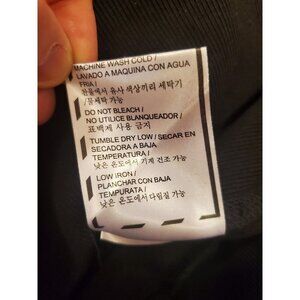 MACHINE WASH COLD /
LAVADO A MAQUINA CON AGUA
FRIA /
찬물에서 유사 색상끼리 세탁기
/물세탁 가능
DO NOT BLEACH /
NO UTILICE BLANQUEADOR /
표백제 사용 금지
TUMBLE DRY LOW / SECAR EN
SECADORA A BAJA
TEMPERATURA /
낮은 온도에서 기계 건조 가능
LOW IRON /
PLANCHAR CON BAJA
TEMPERATURA /
낮은 온도에서 다림질 가능